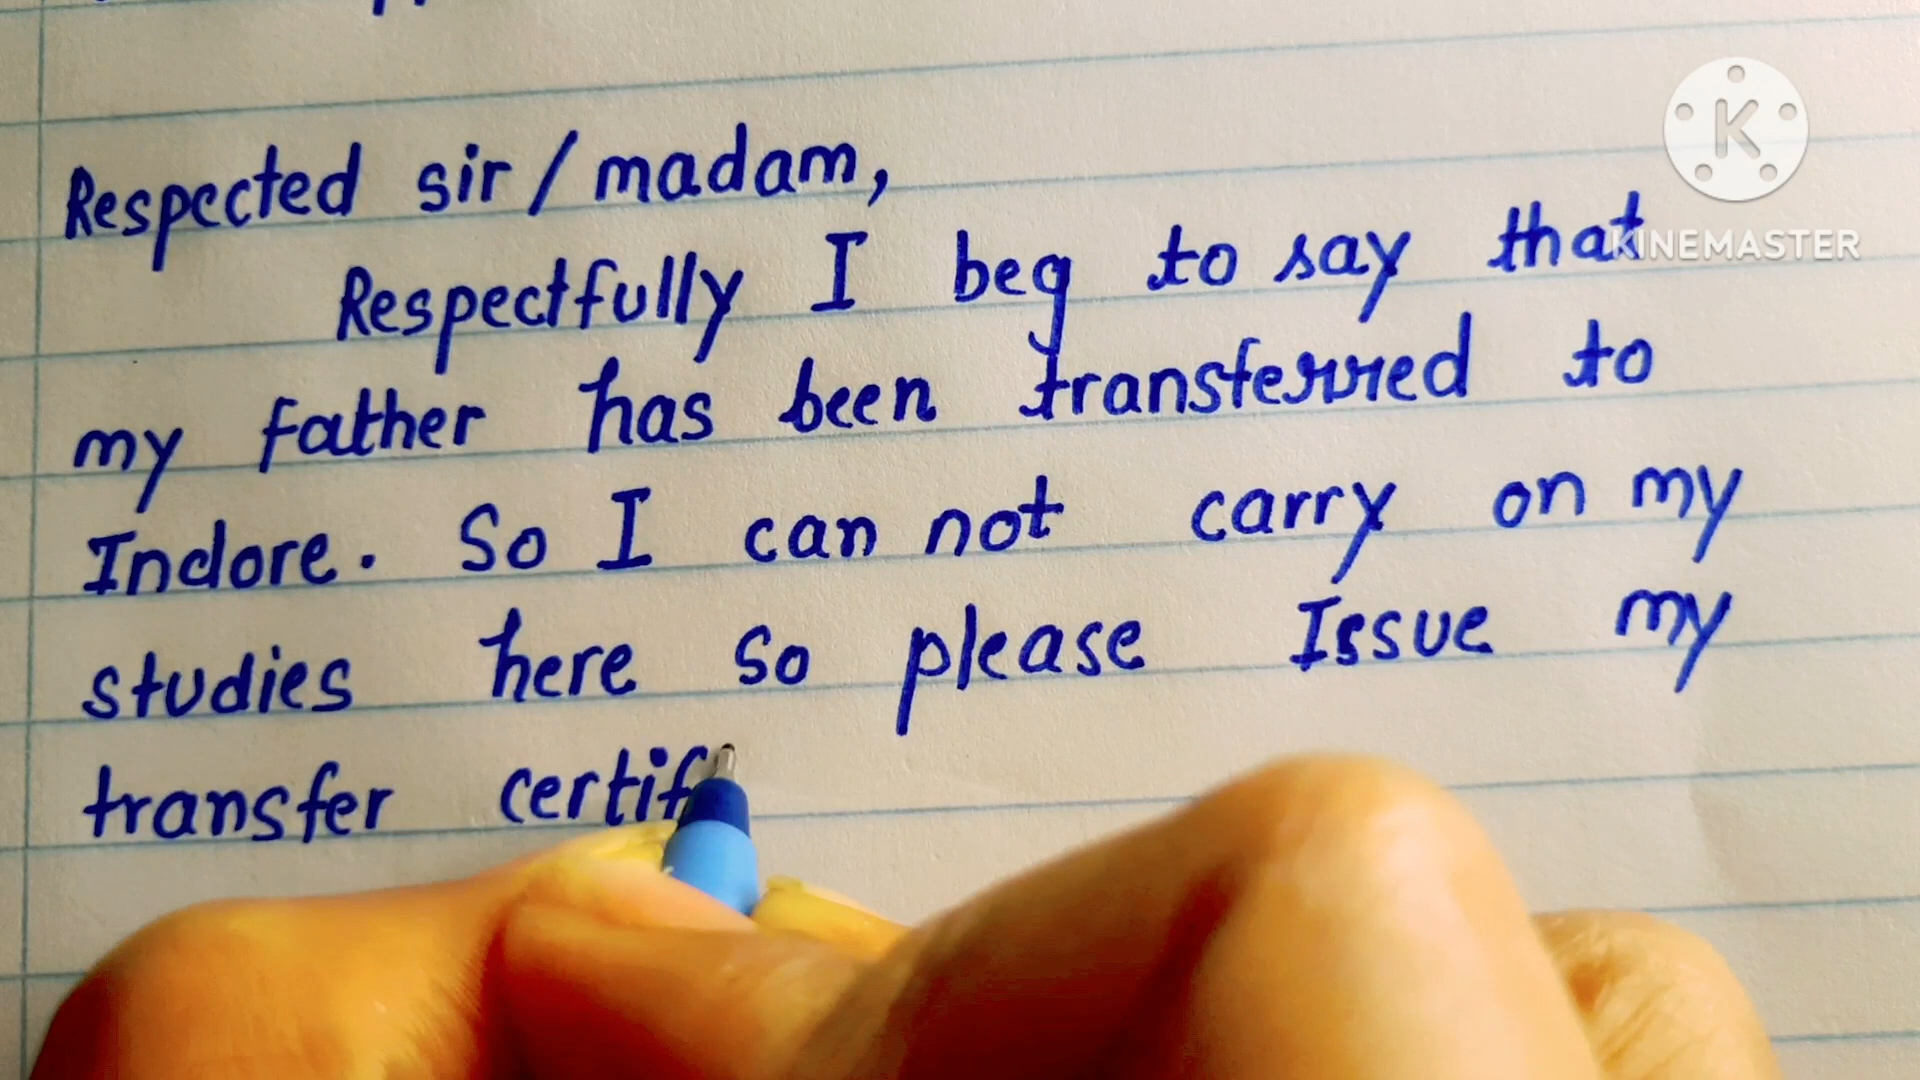 Respected sir/madam,
Respectfully I beg to say that
my father has been transferred to
Indore. So I can not carry on my
studies here so please Issue my
transfer certif
K
KINEMASTER